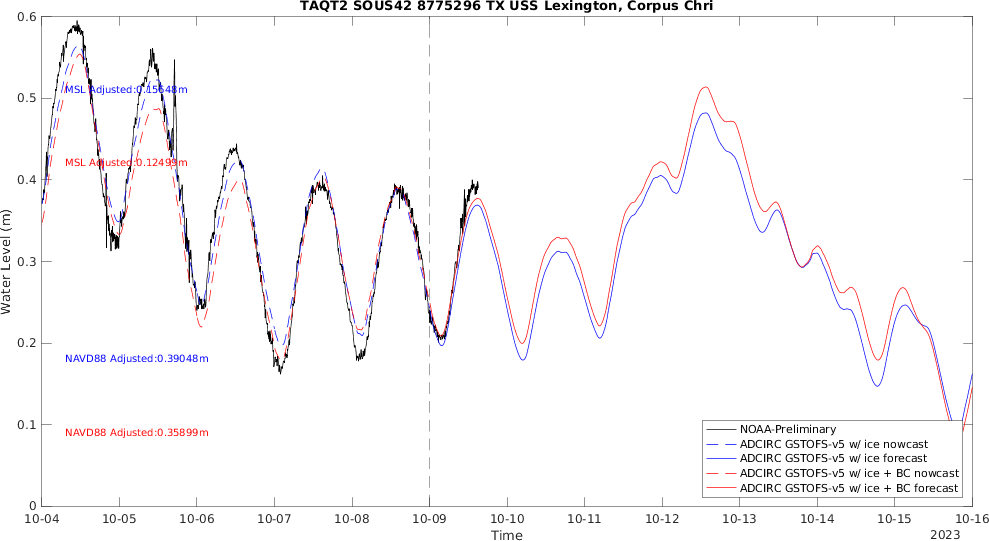 TAQT2 SOUS42 8775296 TX USS Lexington, Corpus Chri
0.6
0.5
0.4
0.3
0.2
0.1
0
Water Level (m)
MSL Adjusted:0.15648m
MSL Adjusted:0.12499m
NAVD88 Adjusted:0.39048m
NAVD88 Adjusted:0.35899m
NOAA-Preliminary
ADCIRC GSTOFS-v5 w/ ice nowcast
ADCIRC GSTOFS-v5 w/ ice forecast
ADCIRC GSTOFS-v5 w/ ice + BC nowcast
ADCIRC GSTOFS-v5 w/ ice + BC forecast
10-04 10-05 10-06 10-07 10-08 10-09 10-10 10-11 10-12 10-13 10-14 10-15 10-16
Time
2023